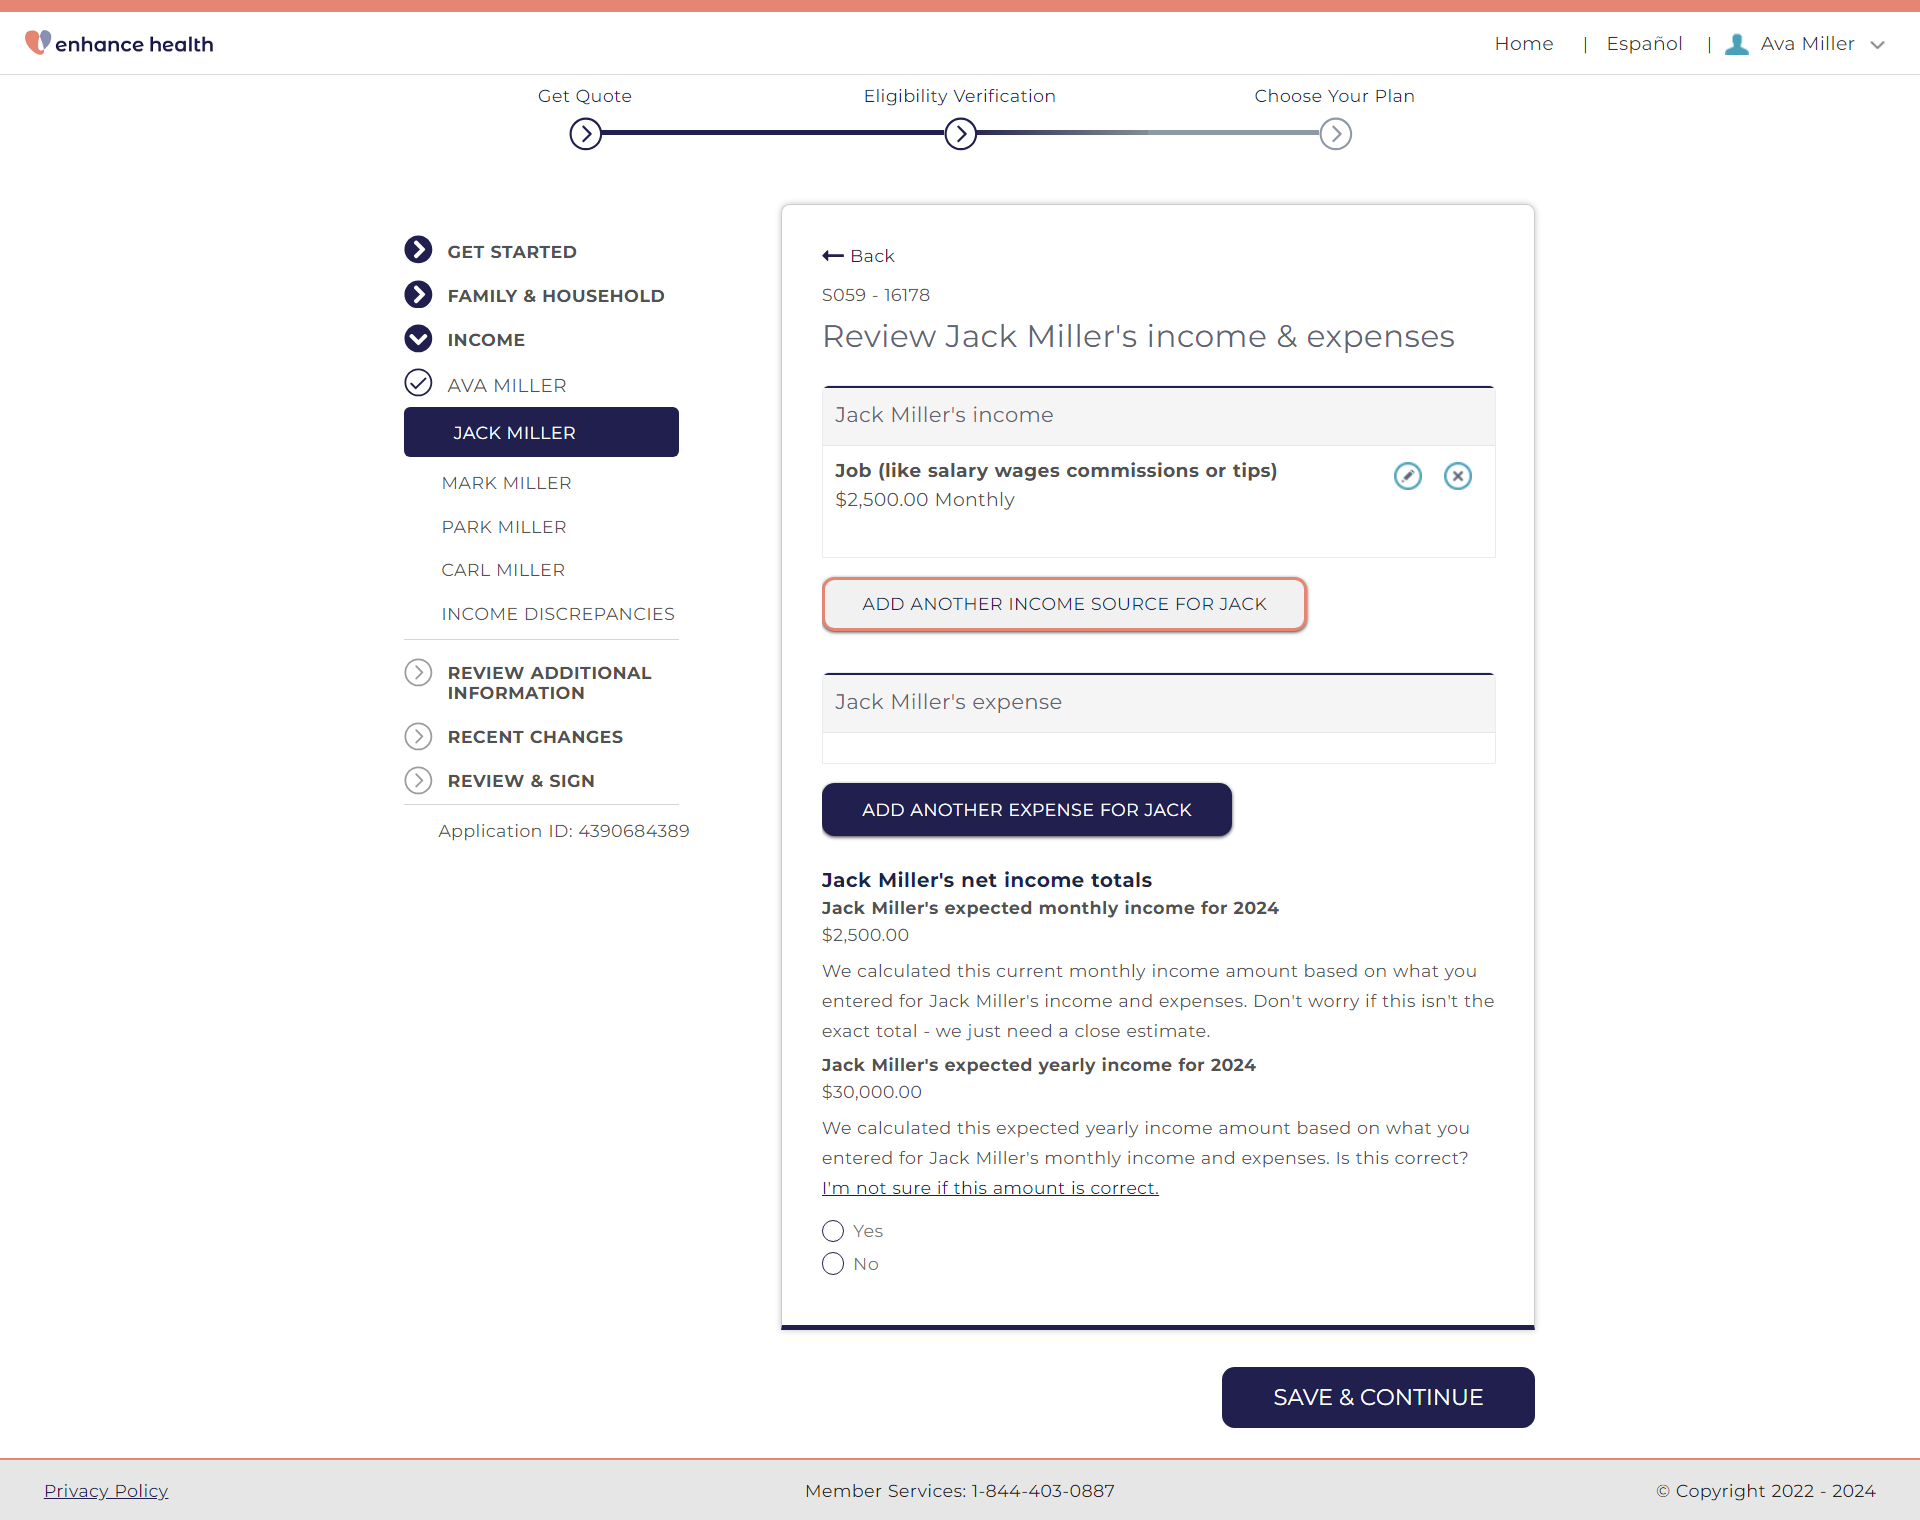 enhance health
Home | Español | Ava Miller
Get Quote
Eligibility Verification
Choose Your Plan
GET STARTED
FAMILY & HOUSEHOLD
INCOME
AVA MILLER
JACK MILLER
MARK MILLER
PARK MILLER
CARL MILLER
INCOME DISCREPANCIES
REVIEW ADDITIONAL
INFORMATION
RECENT CHANGES
REVIEW & SIGN
Application ID: 4390684389
Back
S059 - 16178
Review Jack Miller's income & expenses
Jack Miller's income
Job (like salary wages commissions or tips)
$2,500.00 Monthly
ADD ANOTHER INCOME SOURCE FOR JACK
Jack Miller's expense
ADD ANOTHER EXPENSE FOR JACK
Jack Miller's net income totals
Jack Miller's expected monthly income for 2024
$2,500.00
We calculated this current monthly income amount based on what you
entered for Jack Miller's income and expenses. Don't worry if this isn't the
exact total - we just need a close estimate.
Jack Miller's expected yearly income for 2024
$30,000.00
We calculated this expected yearly income amount based on what you
entered for Jack Miller's monthly income and expenses. Is this correct?
I'm not sure if this amount is correct.
Yes
No
SAVE & CONTINUE
Privacy Policy
Member Services: 1-844-403-0887
© Copyright 2022 - 2024